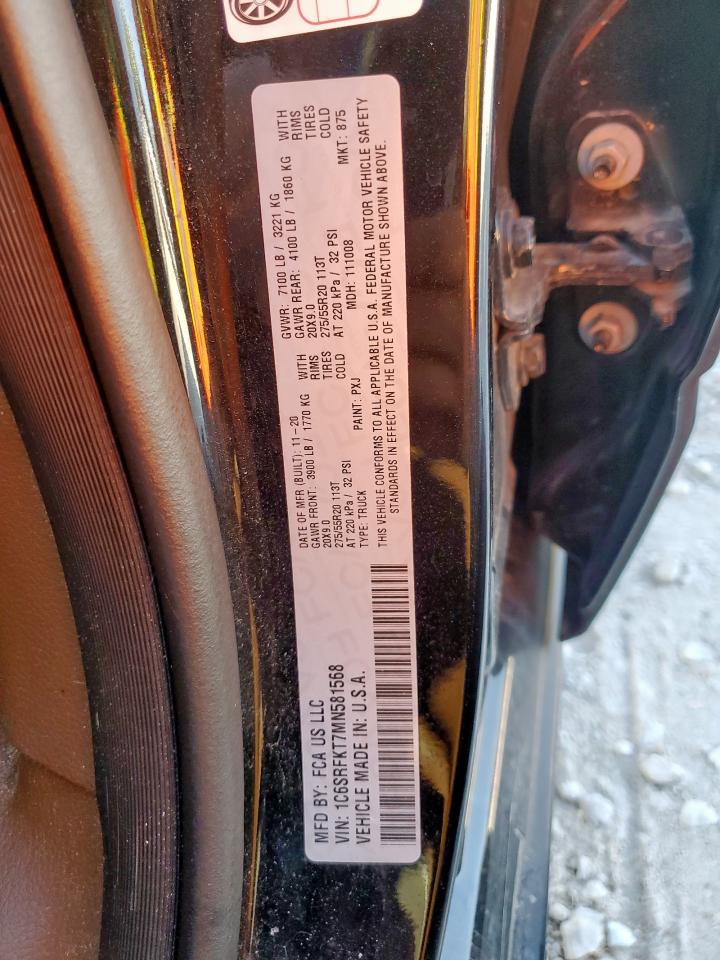 MFD BY: FCA US LLC
VIN: 1C6SRFKT7MN581568
VEHICLE MADE IN: U.S.A.
DATE OF MFR (BUILT): 11-20
GAWR FRONT: 3900 LB / 1770 KG WITH
20X9.0 RIMS
275/55R20 113T TIRES
AT 220 kPa / 32 PSI COLD
TYPE: TRUCK PAINT: PXJ
GVWR: 7100 LB / 3221 KG
GAWR REAR: 4100 LB / 1860 KG WITH
20X9.0 RIMS
275/55R20 113T TIRES
AT 220 kPa / 32 PSI COLD
MDH: 111008 MKT: 875
THIS VEHICLE CONFORMS TO ALL APPLICABLE U.S.A. FEDERAL MOTOR VEHICLE SAFETY
STANDARDS IN EFFECT ON THE DATE OF MANUFACTURE SHOWN ABOVE.